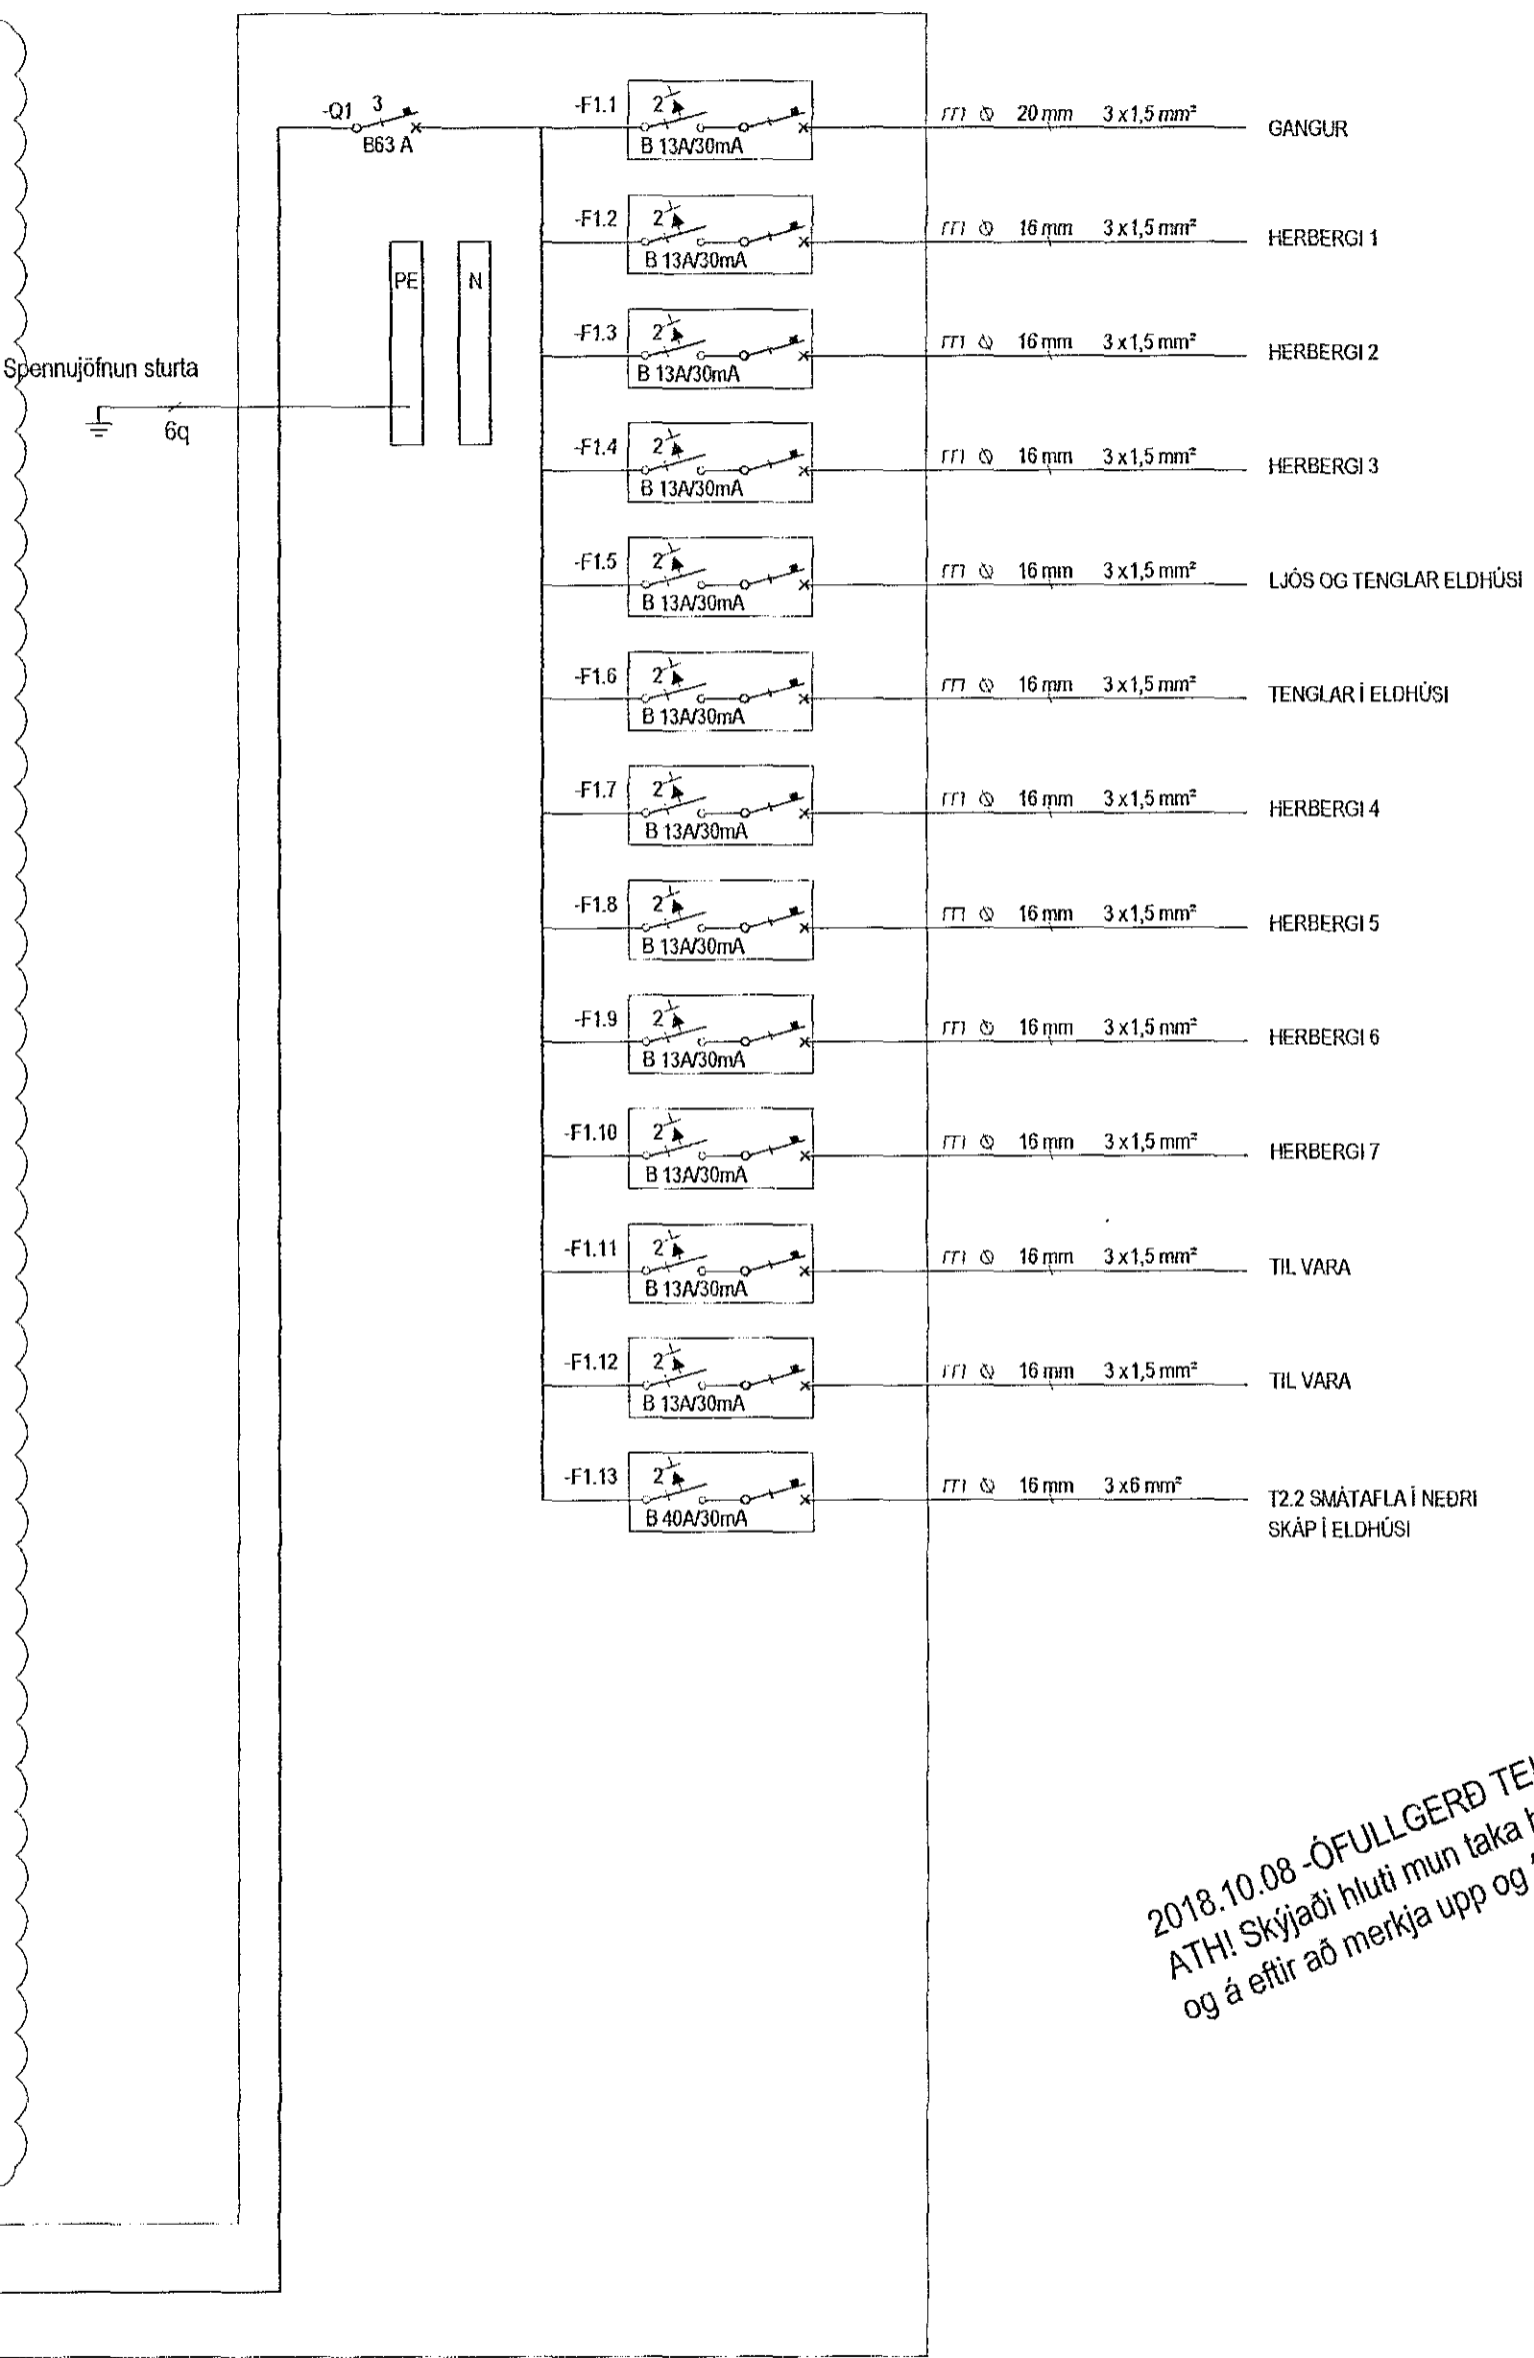 -Q1 3
B63 A
PE N
Spennujöfnun sturta
6q
-F1.1 2 B 13A/30mA 20 mm 3 x 1,5 mm² GANGUR
-F1.2 2 B 13A/30mA 16 mm 3 x 1,5 mm² HERBERGI 1
-F1.3 2 B 13A/30mA 16 mm 3 x 1,5 mm² HERBERGI 2
-F1.4 2 B 13A/30mA 16 mm 3 x 1,5 mm² HERBERGI 3
-F1.5 2 B 13A/30mA 16 mm 3 x 1,5 mm² LJÓS OG TENGLAR ELDHÚSI
-F1.6 2 B 13A/30mA 16 mm 3 x 1,5 mm² TENGLAR Í ELDHÚSI
-F1.7 2 B 13A/30mA 16 mm 3 x 1,5 mm² HERBERGI 4
-F1.8 2 B 13A/30mA 16 mm 3 x 1,5 mm² HERBERGI 5
-F1.9 2 B 13A/30mA 16 mm 3 x 1,5 mm² HERBERGI 6
-F1.10 2 B 13A/30mA 16 mm 3 x 1,5 mm² HERBERGI 7
-F1.11 2 B 13A/30mA 16 mm 3 x 1,5 mm² TIL VARA
-F1.12 2 B 13A/30mA 16 mm 3 x 1,5 mm² TIL VARA
-F1.13 2 B 40A/30mA 16 mm 3 x 6 mm² T2.2 SMÁTAFLA Í NEÐRI
SKÁP Í ELDHÚSI
2018.10.08 -ÓFULLGERÐ
ATH! Skýjaði hluti mun taka
og á eftir að merkja upp og